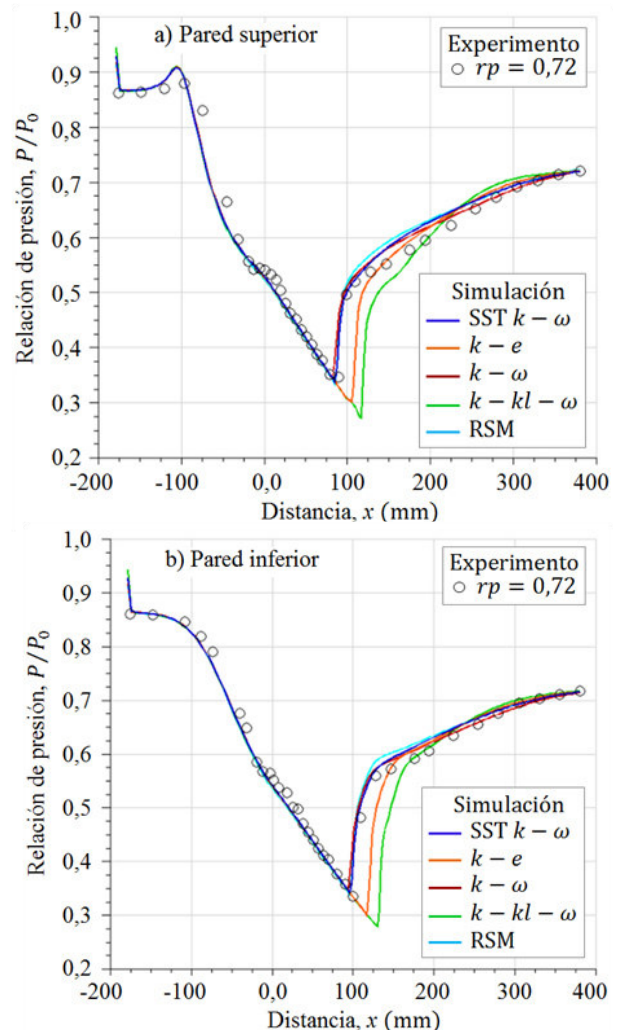 a) Pared superior
Experimento
rp = 0,72
1,0
0,9
0,8
0,7
0,6
0,5
0,4
0,3
0,2
Relación de presión, P/P₀
Simulación
SST k − ω
k − e
k − ω
k − kl − ω
RSM
-200
-100
0,0
100
200
300
400
Distancia, x (mm)
b) Pared inferior
Experimento
rp = 0,72
1,0
0,9
0,8
0,7
0,6
0,5
0,4
0,3
0,2
Relación de presión, P/P₀
Simulación
SST k − ω
k − e
k − ω
k − kl − ω
RSM
-200
-100
0,0
100
200
300
400
Distancia, x (mm)